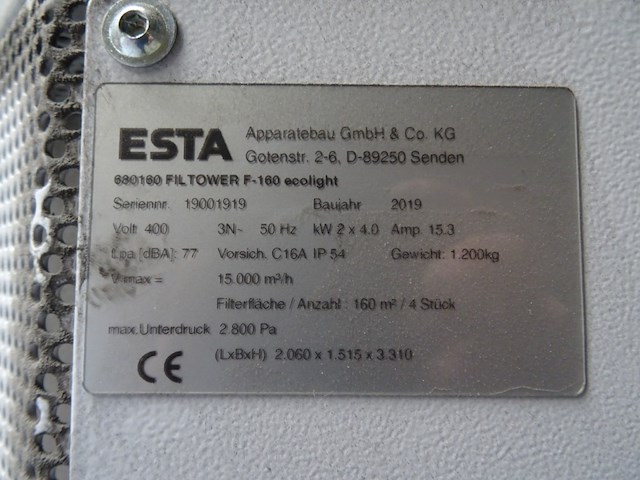 ESTA Apparatebau GmbH & Co. KG
Gotenstr. 2-6, D-89250 Senden
680160 FILTOWER F-160 ecolight
Seriennr. 19001919 Baujahr 2019
Volt 400 3N~ 50 Hz kW 2 x 4.0 Amp. 15.3
Lpa [dBA]: 77 Vorsich. C16A IP 54 Gewicht: 1.200kg
V max = 15.000 m³/h
Filterfläche / Anzahl : 160 m² / 4 Stück
max.Unterdruck 2.800 Pa
CE (LxBxH) 2.060 x 1.515 x 3.310